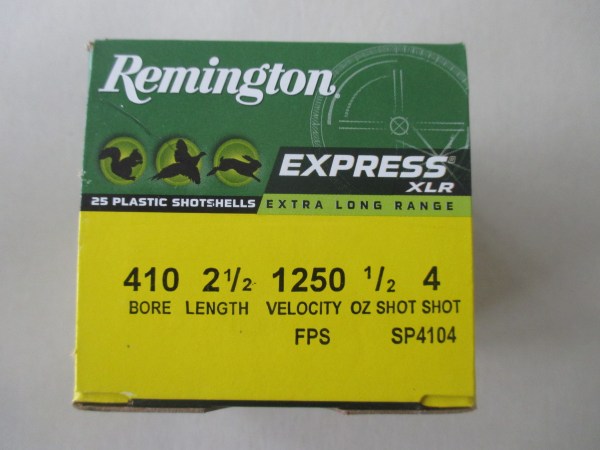 Remington
EXPRESS®
XLR
25 PLASTIC SHOTSHELLS EXTRA LONG RANGE
410 2 1/2 1250 1/2 4
BORE LENGTH VELOCITY OZ SHOT SHOT
FPS SP4104